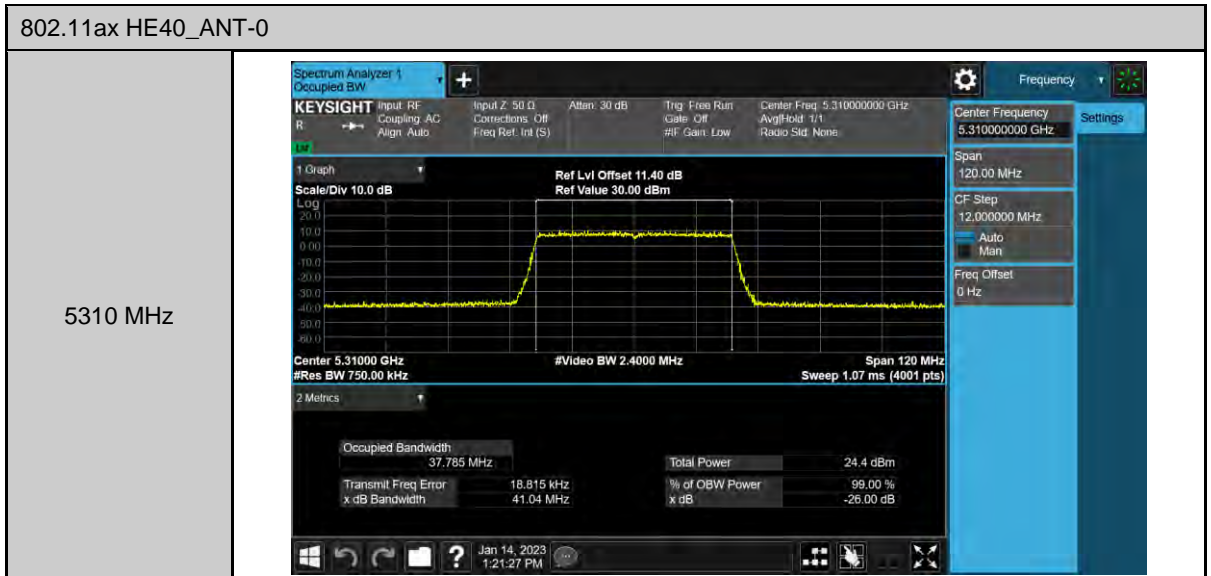 802.11ax HE40_ANT-0
5310 MHz
Spectrum Analyzer 1
Occupied BW
Frequency
KEYSIGHT
R
Input: RF
Coupling: AC
Align: Auto
Input Z: 50 Ω
Corrections: Off
Freq Ref: Int (S)
Atten: 30 dB
Trig: Free Run
Gate: Off
#IF Gain: Low
Center Freq: 5.310000000 GHz
Avg|Hold: 1/1
Radio Std: None
Center Frequency
5.310000000 GHz
Settings
Span
120.00 MHz
CF Step
12.000000 MHz
Auto
Man
Freq Offset
0 Hz
1 Graph
Scale/Div 10.0 dB
Ref Lvl Offset 11.40 dB
Ref Value 30.00 dBm
Log
20.0
10.0
0.00
-10.0
-20.0
-30.0
-40.0
-50.0
-60.0
Center 5.31000 GHz
#Video BW 2.4000 MHz
Span 120 MHz
#Res BW 750.00 kHz
Sweep 1.07 ms (4001 pts)
2 Metrics
Occupied Bandwidth
37.785 MHz
Total Power 24.4 dBm
Transmit Freq Error 18.815 kHz
% of OBW Power 99.00 %
x dB Bandwidth 41.04 MHz
x dB -26.00 dB
?
Jan 14, 2023
1:21:27 PM